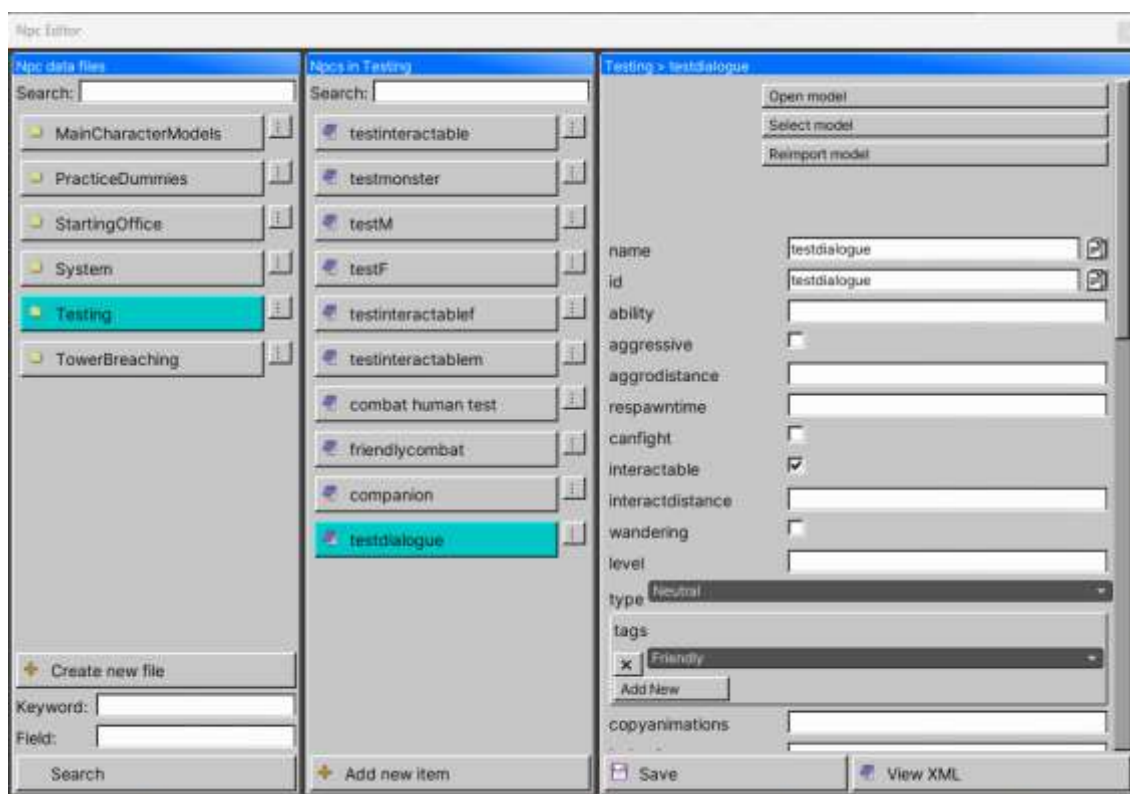 Npc Editor
Npc data files
Search:
MainCharacterModels
PracticeDummies
StartingOffice
System
Testing
TowerBreaching
Create new file
Keyword:
Field:
Search
Npcs in Testing
Search:
testinteractable
testmonster
testM
testF
testinteractablef
testinteractablem
combat human test
friendlycombat
companion
testdialogue
Add new item
Testing > testdialogue
Open model
Select model
Reimport model
name testdialogue
id testdialogue
ability
aggressive
aggrodistance
respawntime
canfight
interactable
interactdistance
wandering
level
type Neutral
tags
Friendly
Add New
copyanimations
Save
View XML